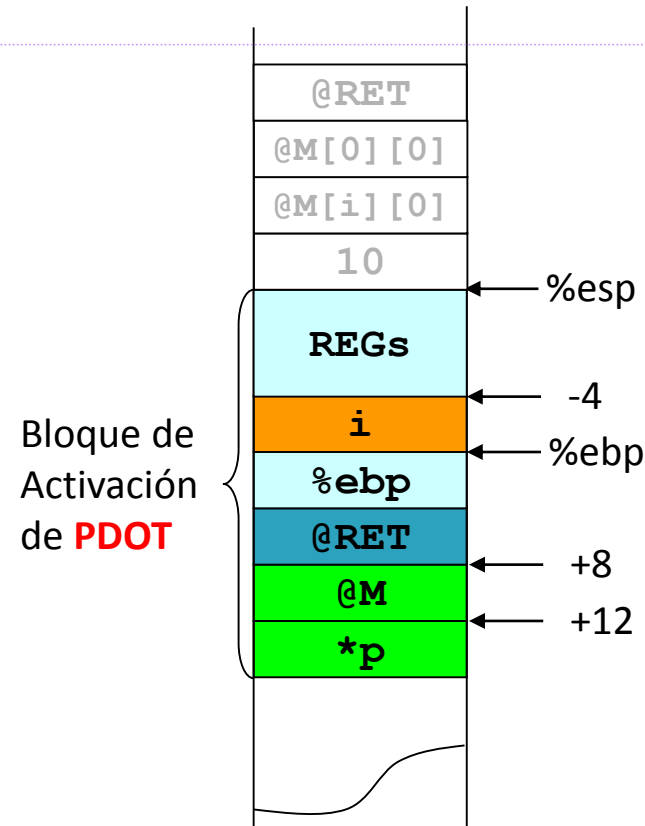 @RET
@M[0][0]
@M[i][0]
10
%esp
REGs
-4
i
%ebp
%ebp
@RET
+8
@M
+12
*p
Bloque de
Activación
de PDOT